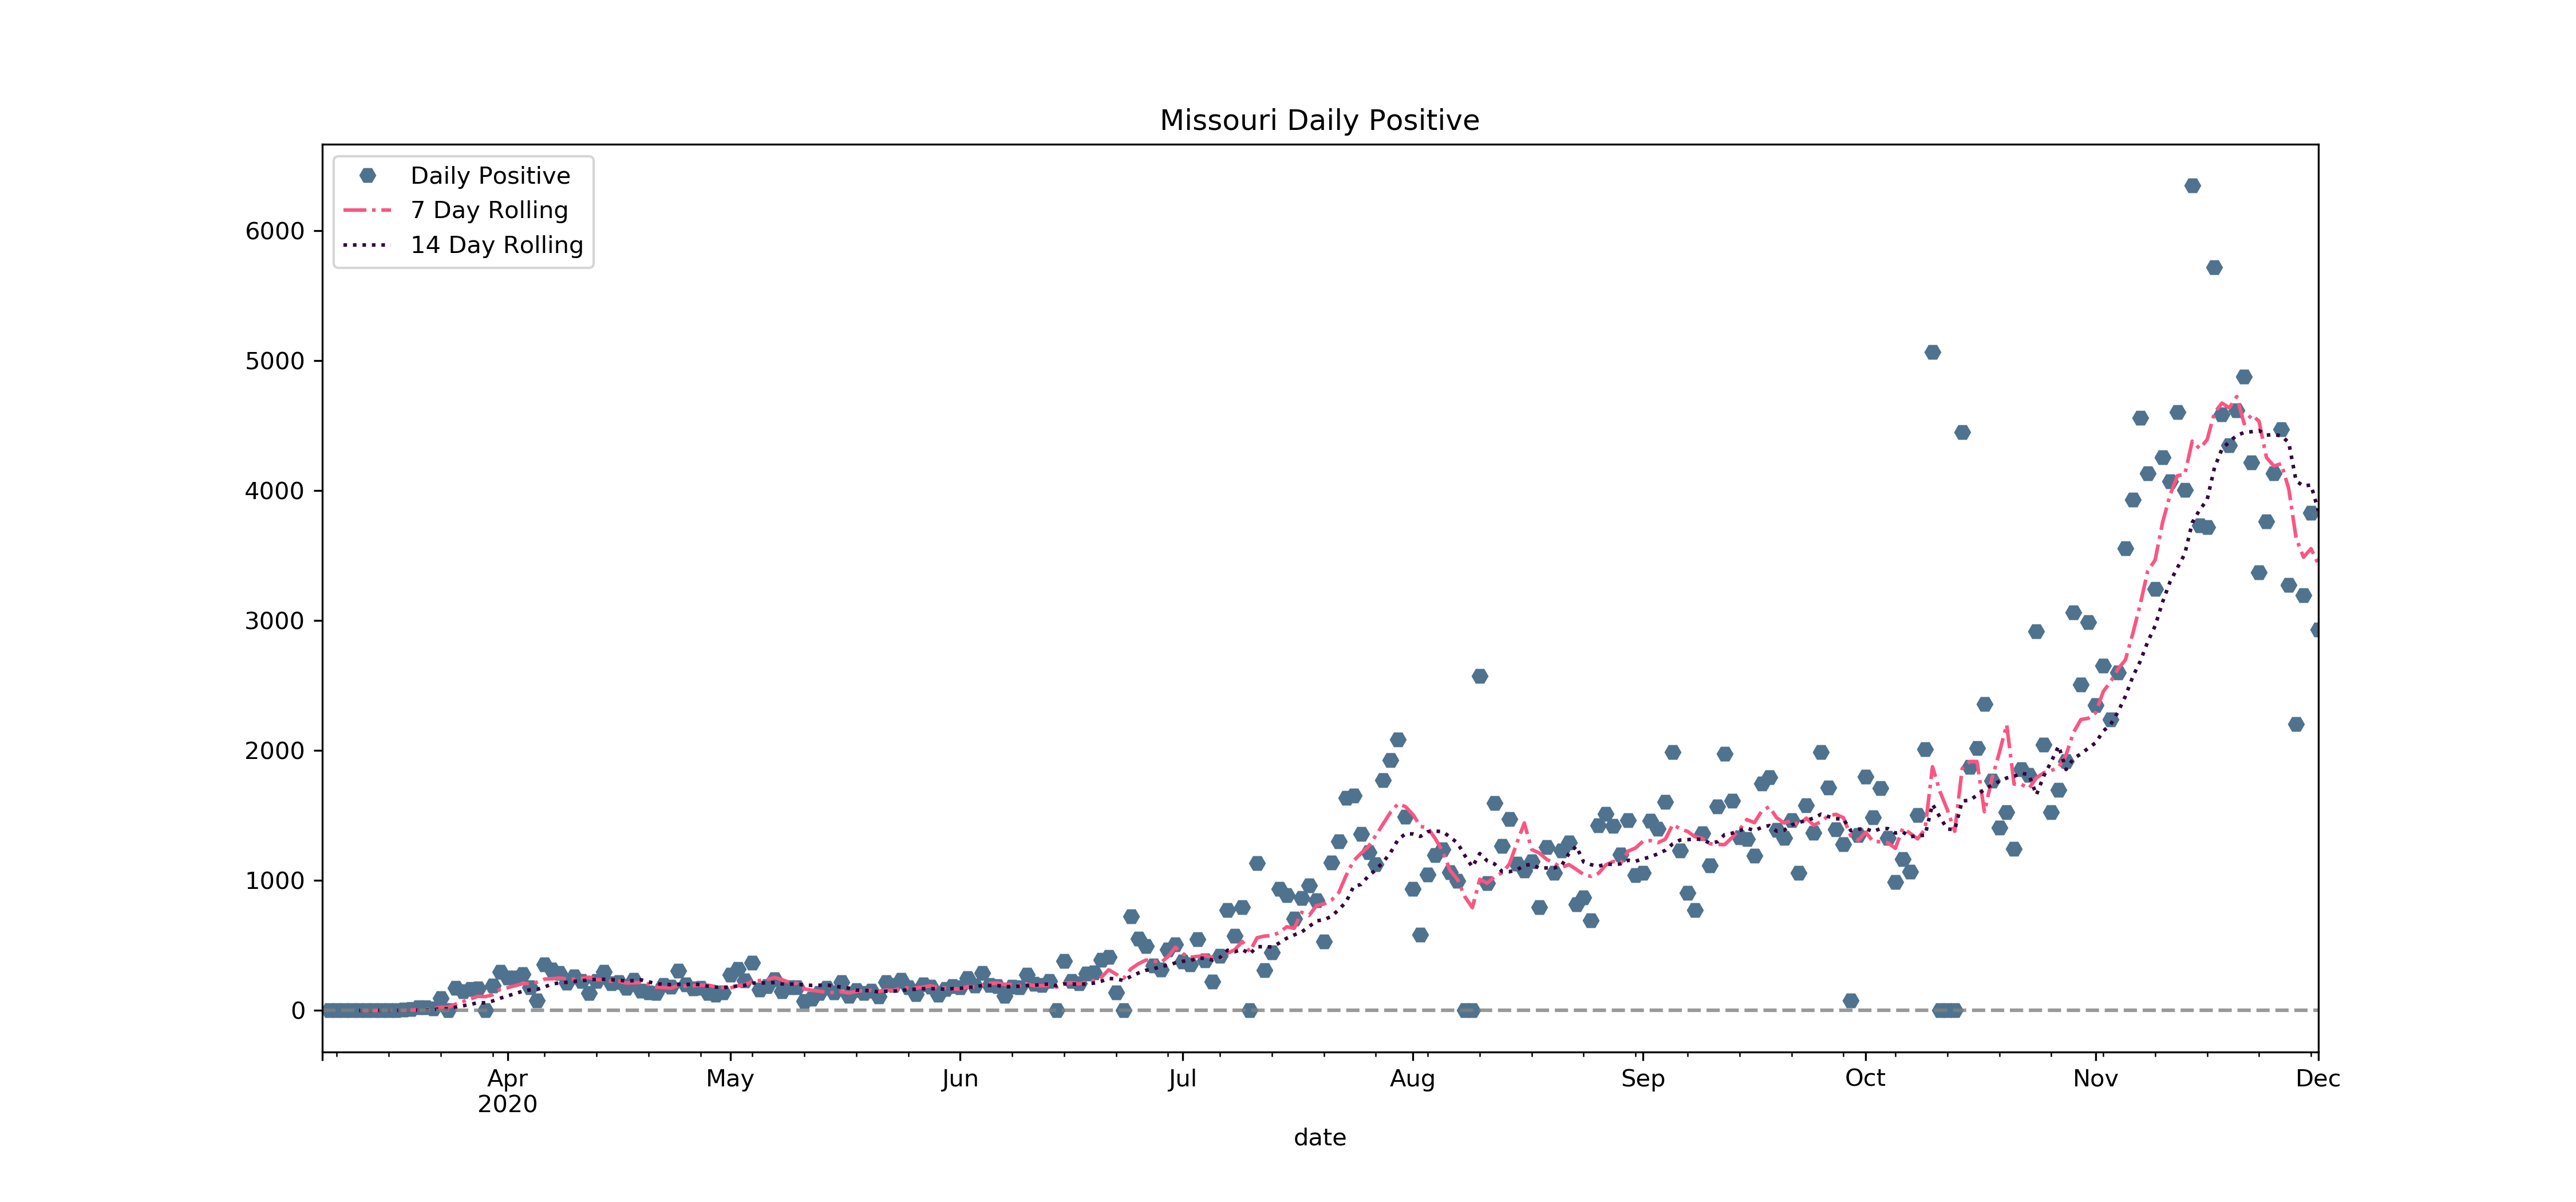 Missouri Daily Positive
Daily Positive
7 Day Rolling
14 Day Rolling
6000
5000
4000
3000
2000
1000
0
Apr May Jun Jul Aug Sep Oct Nov Dec
2020
date